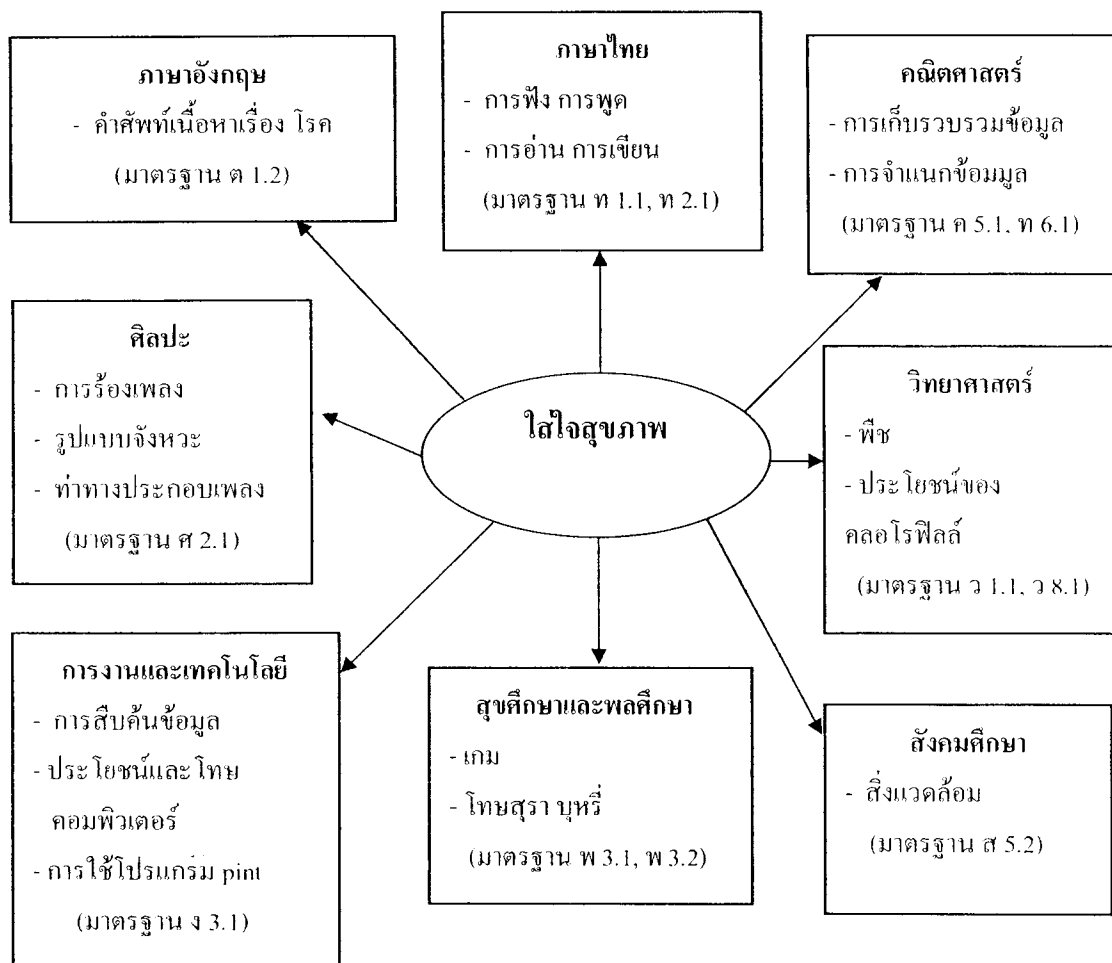 ภาษาอังกฤษ
- คำศัพท์เนื้อหาเรื่อง โรค
(มาตรฐาน ต 1.2)
ภาษาไทย
- การฟัง การพูด
- การอ่าน การเขียน
(มาตรฐาน ท 1.1, ท 2.1)
คณิตศาสตร์
- การเก็บรวบรวมข้อมูล
- การจำแนกข้อมมูล
(มาตรฐาน ค 5.1, ท 6.1)
ศิลปะ
- การร้องเพลง
- รูปแบบจังหวะ
- ท่าทางประกอบเพลง
(มาตรฐาน ศ 2.1)
ใส่ใจสุขภาพ
วิทยาศาสตร์
- พืช
- ประโยชน์ของ
คลอโรฟิลล์
(มาตรฐาน ว 1.1, ว 8.1)
การงานและเทคโนโลยี
- การสืบค้นข้อมูล
- ประโยชน์และโทษ
คอมพิวเตอร์
- การใช้โปรแกร่ม pint
(มาตรฐาน ง 3.1)
สุขศึกษาและพลศึกษา
- เกม
- โทษสุรา บุหรี่
(มาตรฐาน พ 3.1, พ 3.2)
สังคมศึกษา
- สิ่งแวดล้อม
(มาตรฐาน ส 5.2)